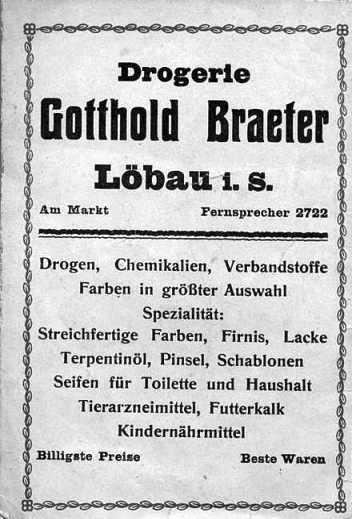 Drogerie
Gotthold Braeter
Löbau i. S.
Am Markt Fernsprecher 2722
Drogen, Chemikalien, Verbandstoffe
Farben in größter Auswahl
Spezialität:
Streichfertige Farben, Firnis, Lacke
Terpentinöl, Pinsel, Schablonen
Seifen für Toilette und Haushalt
Tierarzneimittel, Futterkalk
Kindernährmittel
Billigste Preise Beste Waren